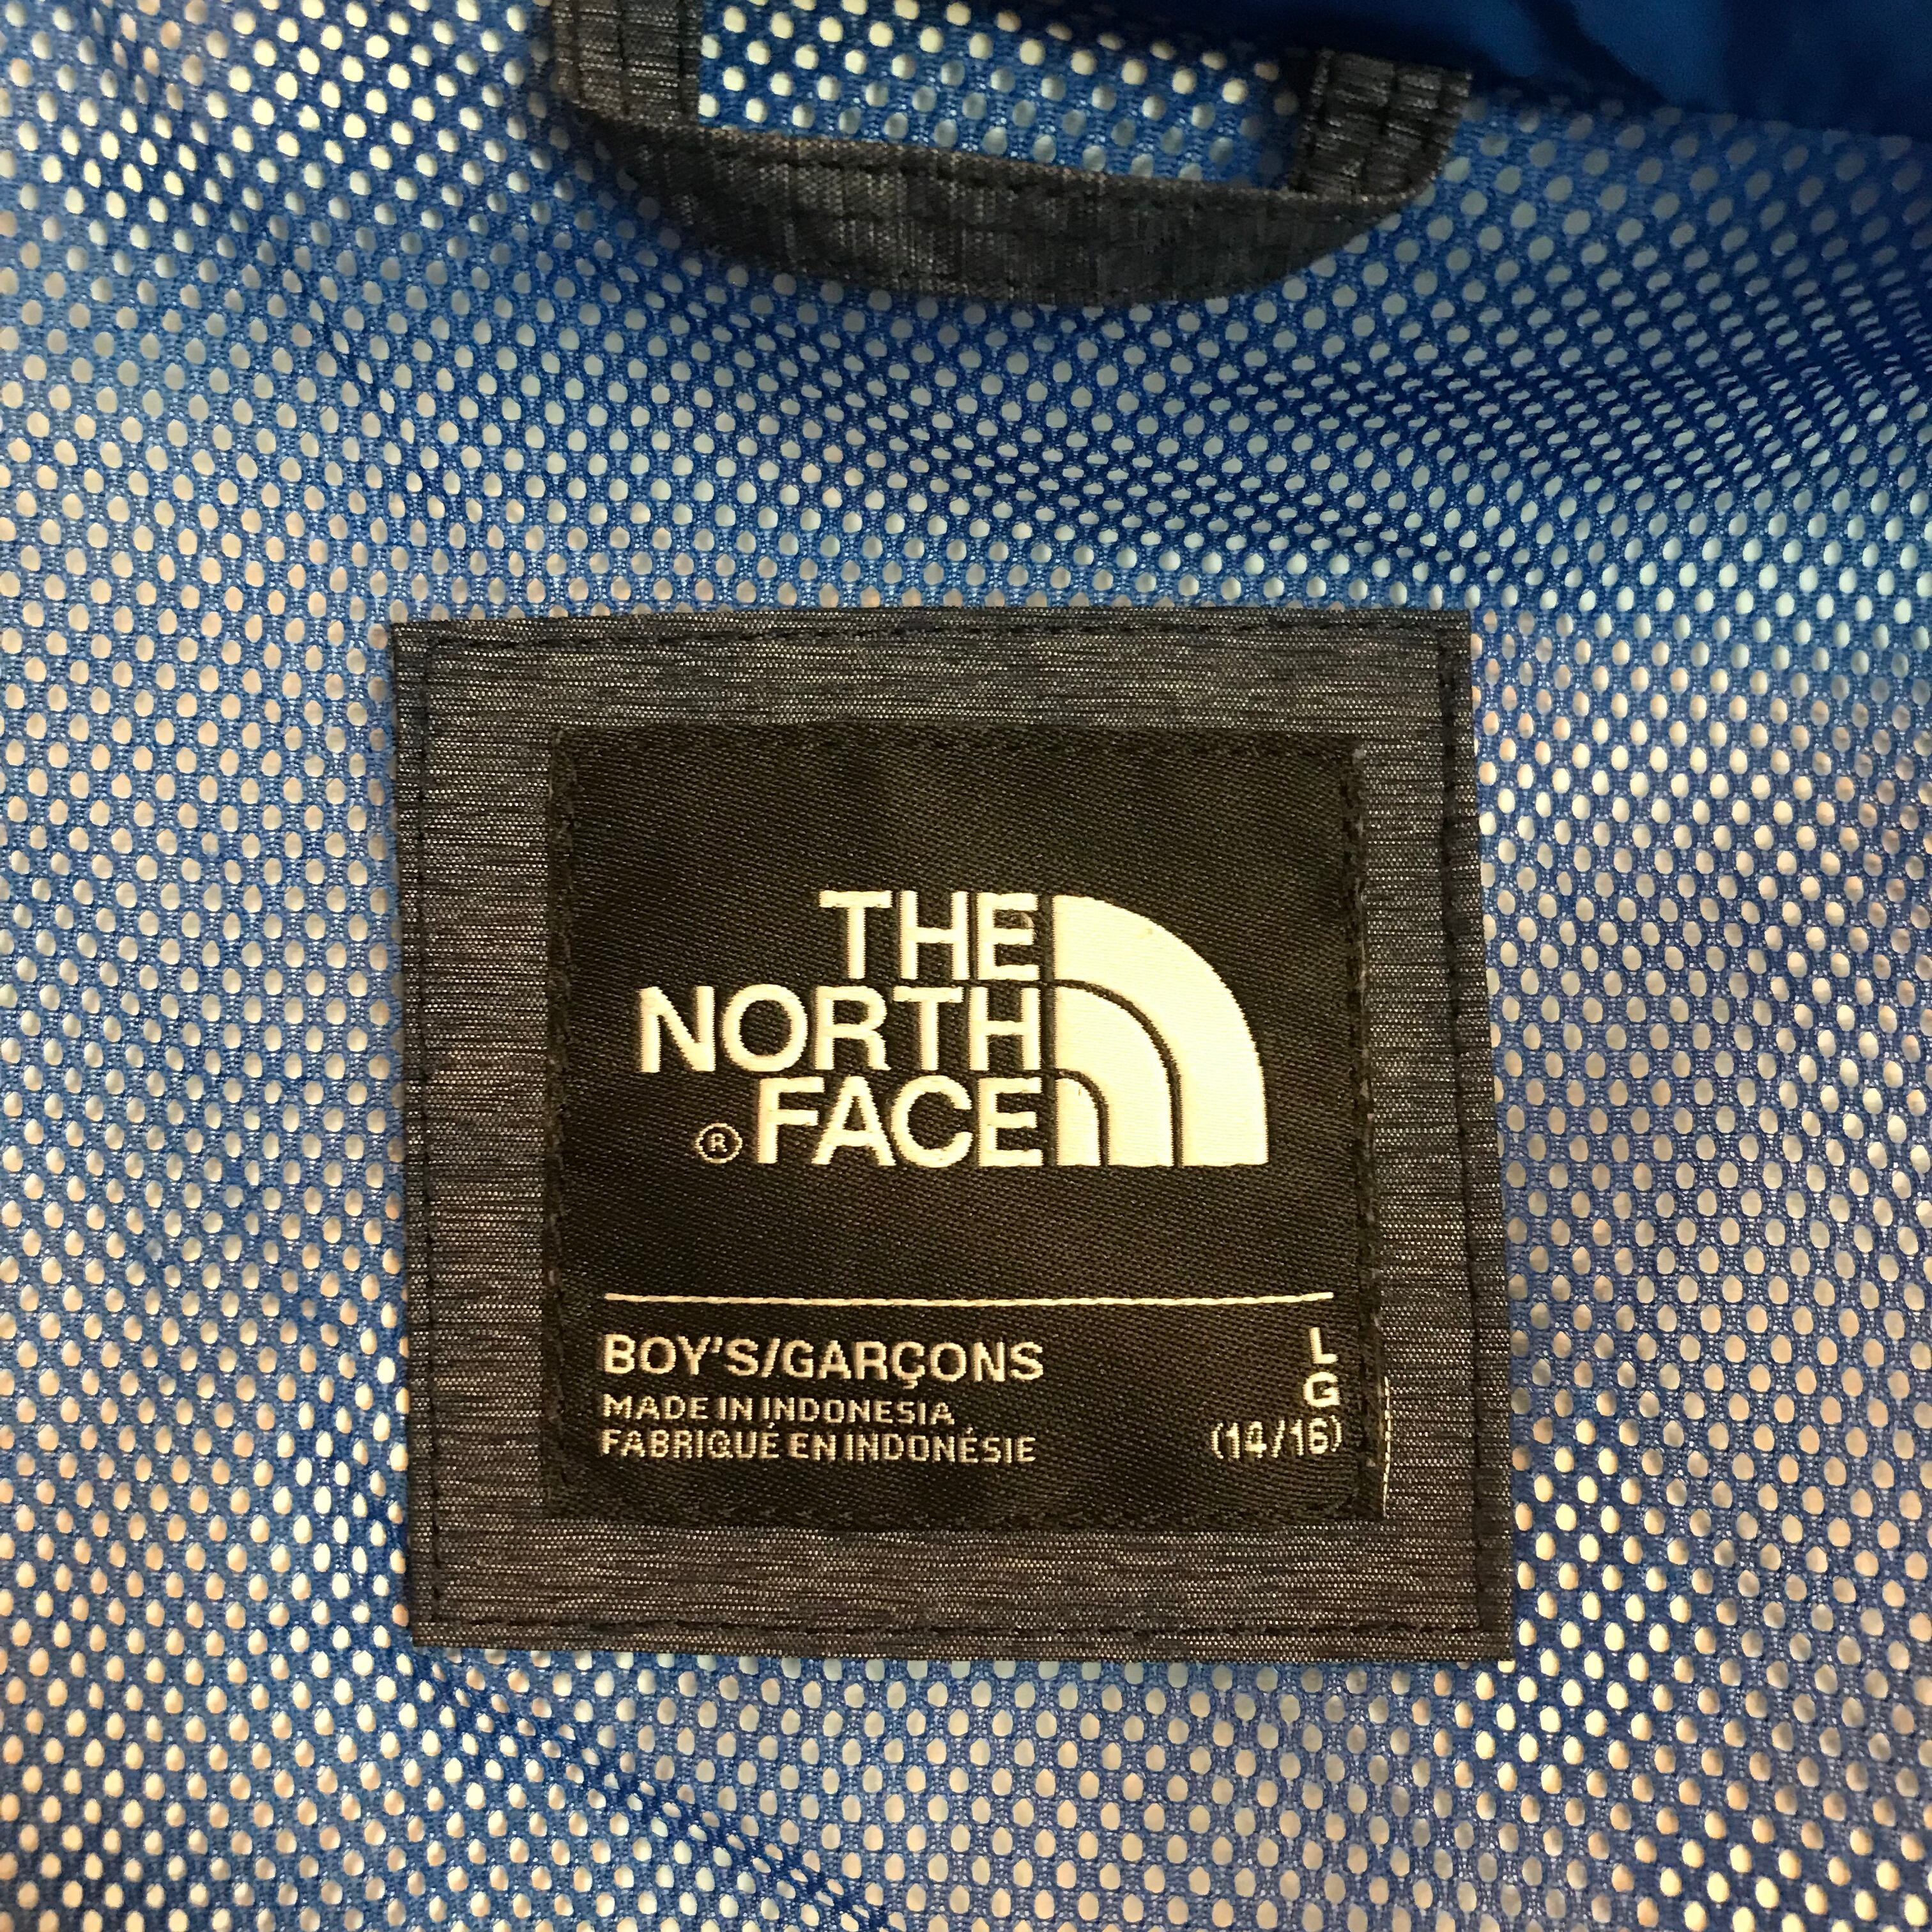 THE
NORTH
® FACE
BOY'S/GARÇONS
MADE IN INDONESIA
FABRIQUÉ EN INDONÉSIE
L
G
(14/16)